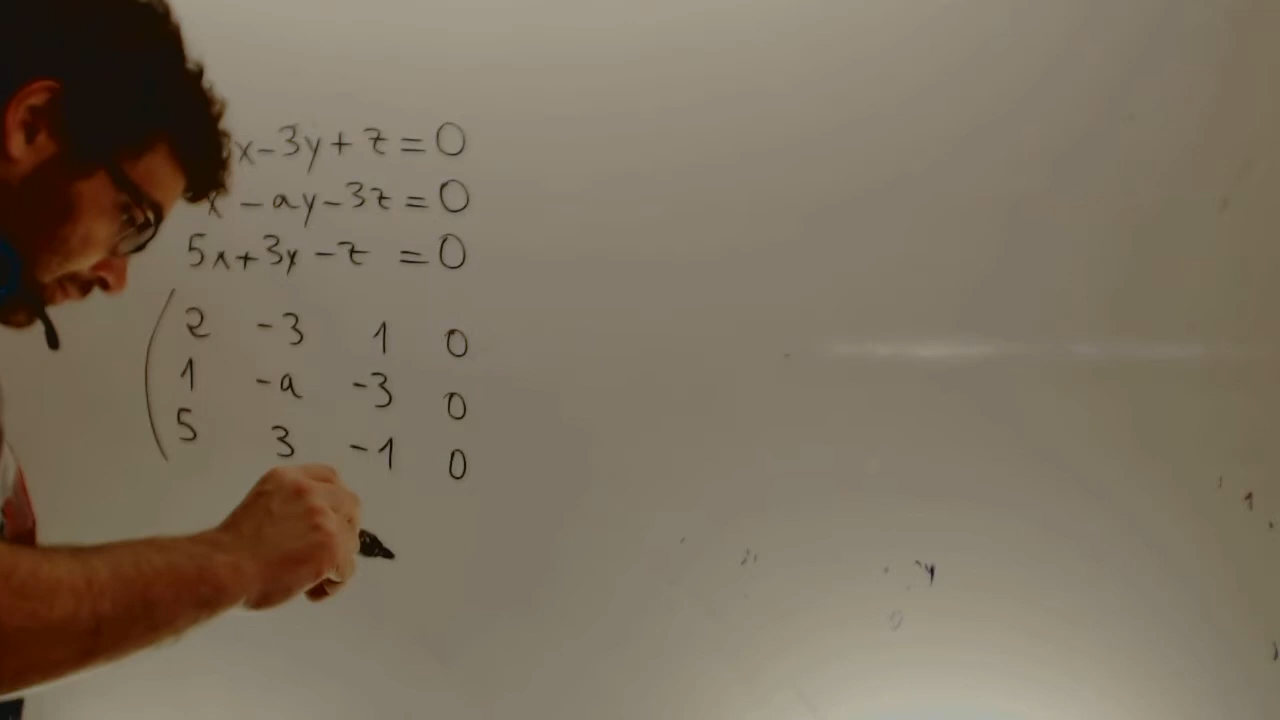 x-3y+z=0
x-ay-3z=0
5x+3y-z=0
2 -3 1 0
1 -a -3 0
5 3 -1 0